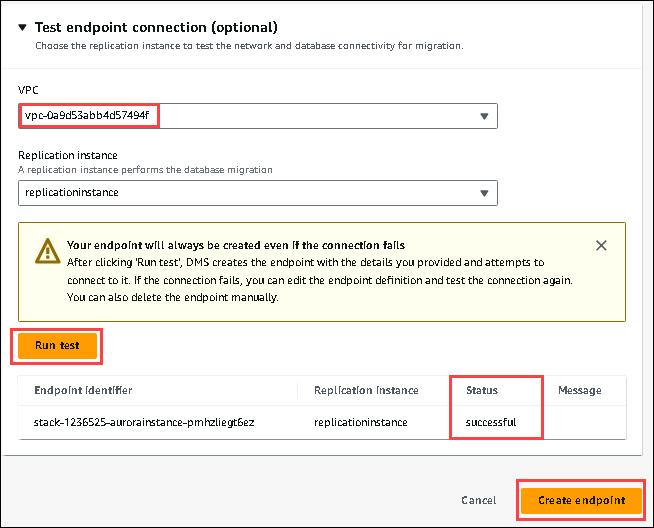 Test endpoint connection (optional)
Choose the replication instance to test the network and database connectivity for migration.
VPC
vpc-0a9d53abb4d57494f
Replication instance
A replication instance performs the database migration
replicationinstance
Your endpoint will always be created even if the connection fails
After clicking 'Run test', DMS creates the endpoint with the details you provided and attempts to
connect to it. If the connection fails, you can edit the endpoint definition and test the connection again.
You can also delete the endpoint manually.
Run test
Endpoint identifier Replication instance Status Message
stack-1236525-aurorainstance-pmhzliegt6ez replicationinstance successful
Cancel Create endpoint